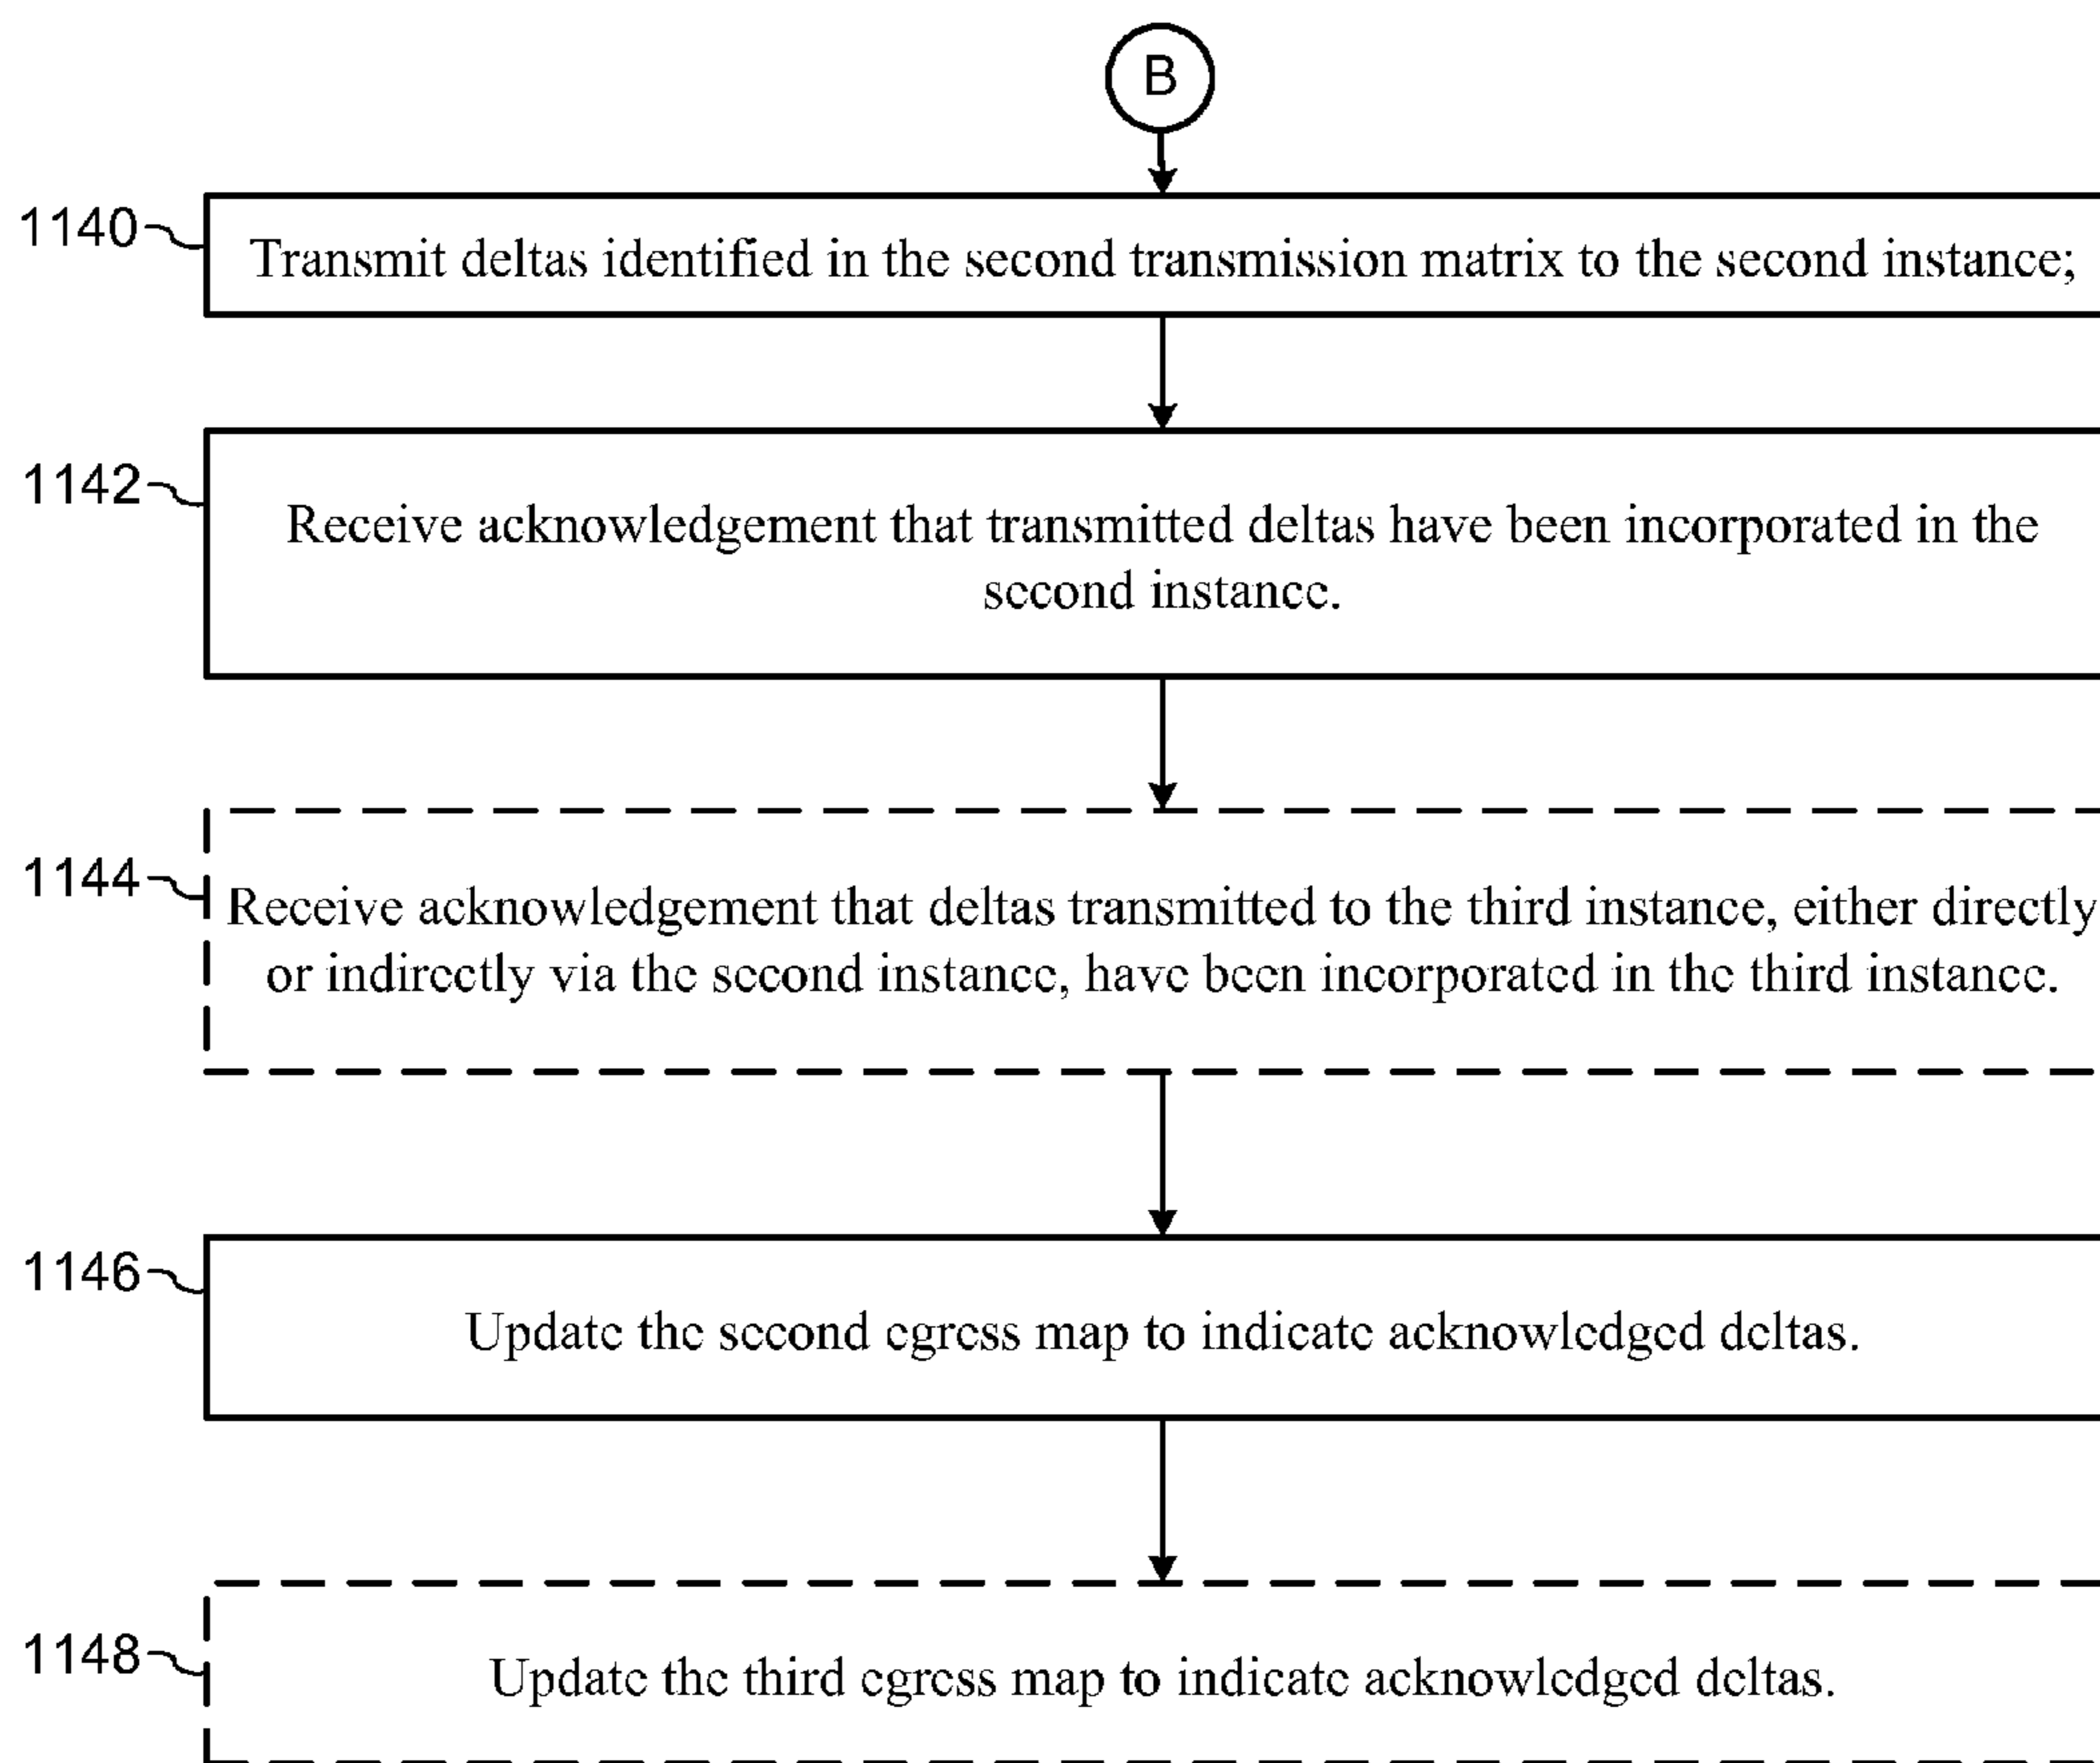 B
1140
Transmit deltas identified in the second transmission matrix to the second instance;
1142
Receive acknowledgement that transmitted deltas have been incorporated in the
second instance.
1144
Receive acknowledgement that deltas transmitted to the third instance, either directly
or indirectly via the second instance, have been incorporated in the third instance.
1146
Update the second egress map to indicate acknowledged deltas.
1148
Update the third egress map to indicate acknowledged deltas.